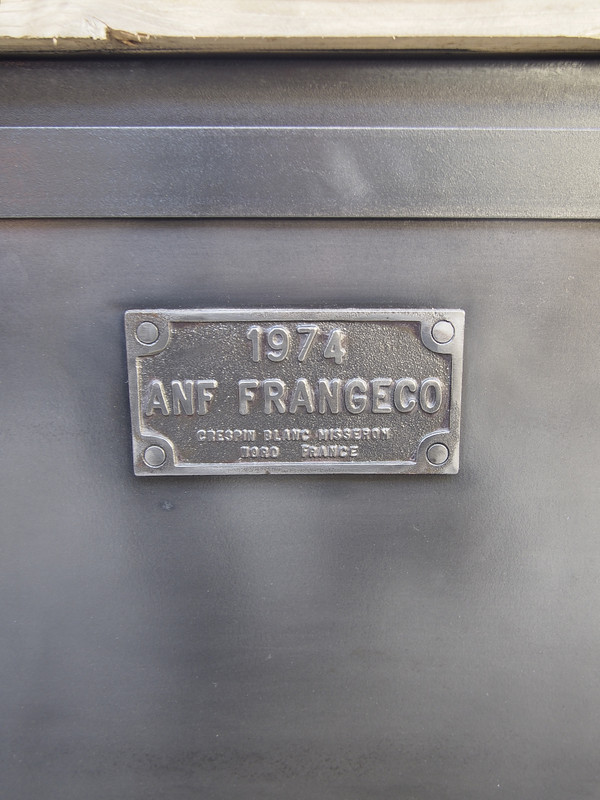 1974
ANF FRANGECO
CRESPIN BLANC MISSERON
NORD FRANCE